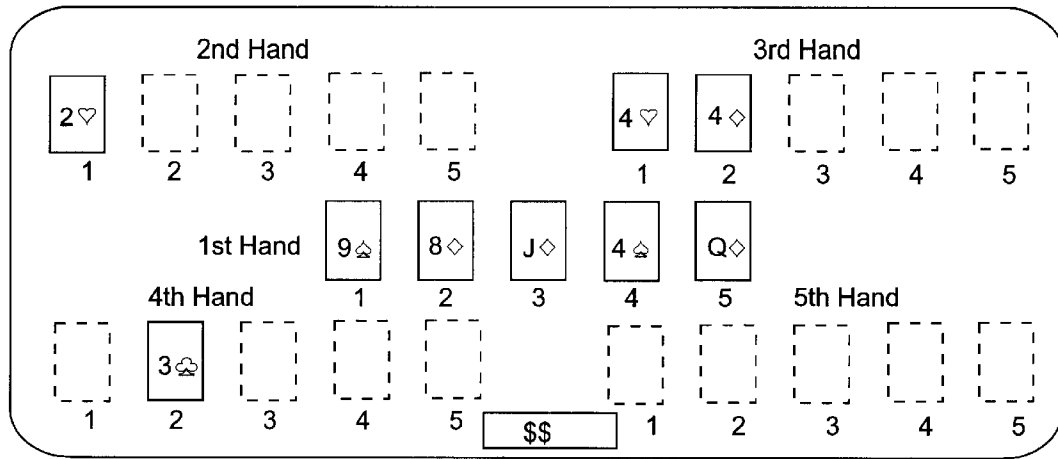 2nd Hand 3rd Hand
2♡ 4♡ 4♢
1 2 3 4 5 1 2 3 4 5
1st Hand 9♤ 8♢ J♢ 4♤ Q♢
1 2 3 4 5
4th Hand 5th Hand
3♧
1 2 3 4 5 1 2 3 4 5
$$